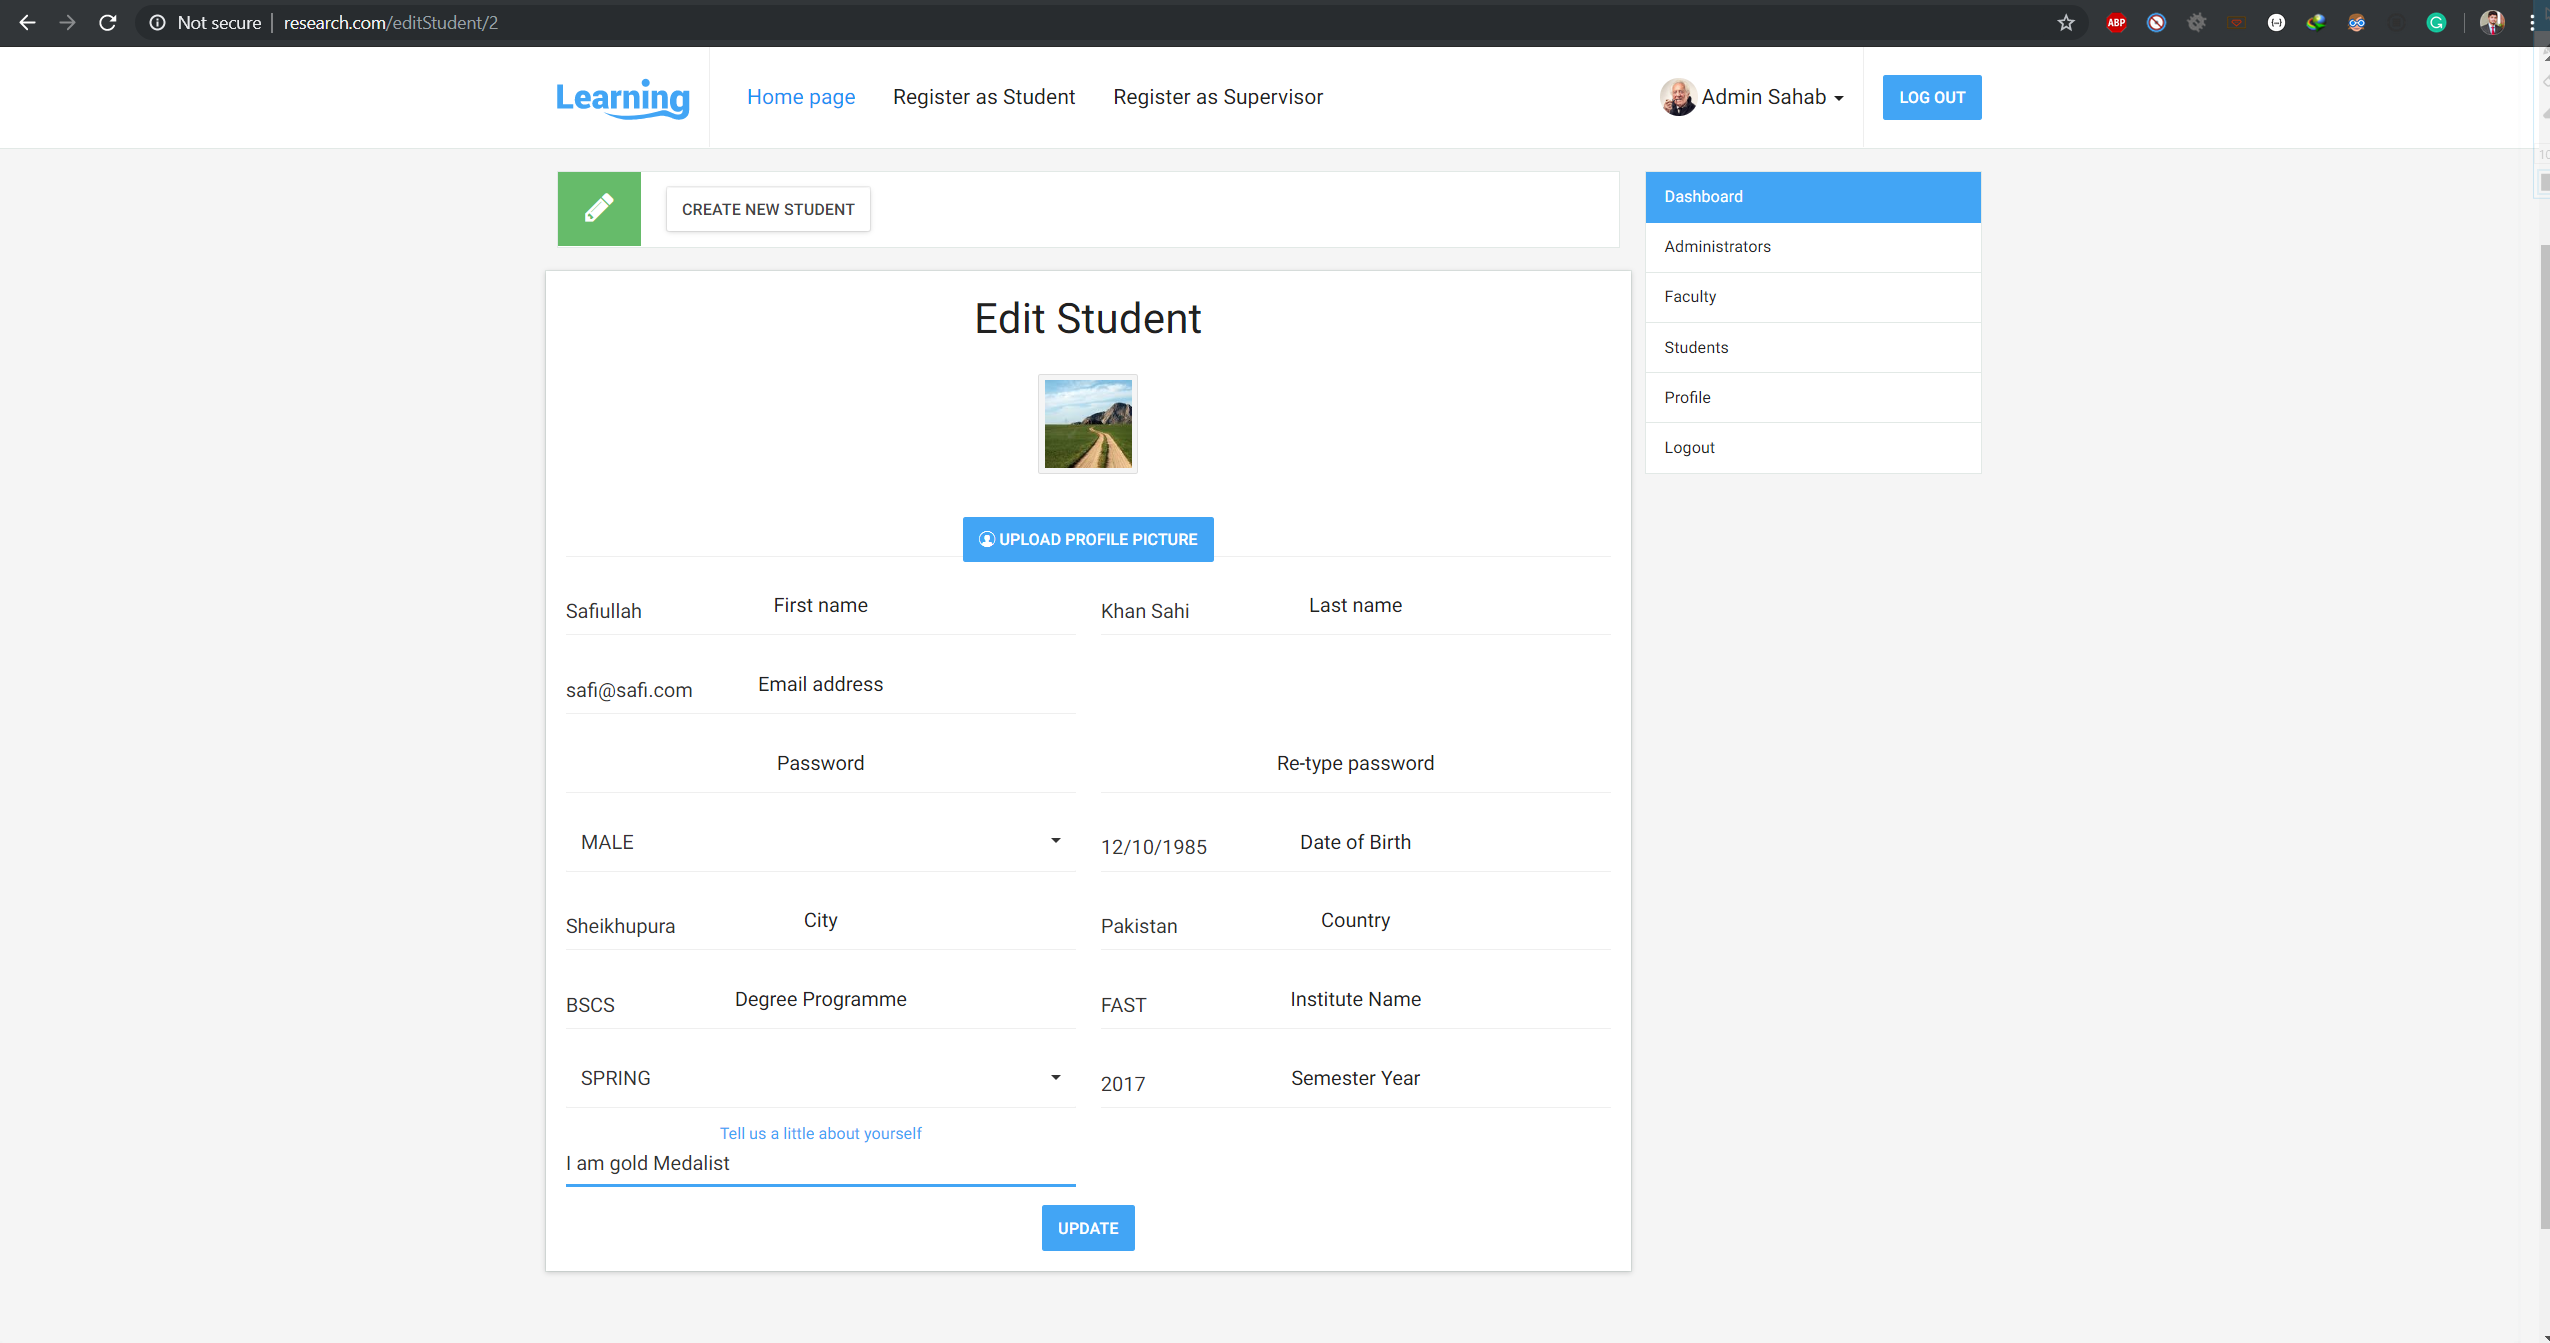 Not secure | research.com/editStudent/2
ABP
Learning
Home page Register as Student Register as Supervisor Admin Sahab LOG OUT
CREATE NEW STUDENT
Dashboard
Administrators
Faculty
Students
Profile
Logout
Edit Student
UPLOAD PROFILE PICTURE
Safiullah First name Khan Sahi Last name
safi@safi.com Email address
Password Re-type password
MALE 12/10/1985 Date of Birth
Sheikhupura City Pakistan Country
BSCS Degree Programme FAST Institute Name
SPRING 2017 Semester Year
Tell us a little about yourself
I am gold Medalist
UPDATE